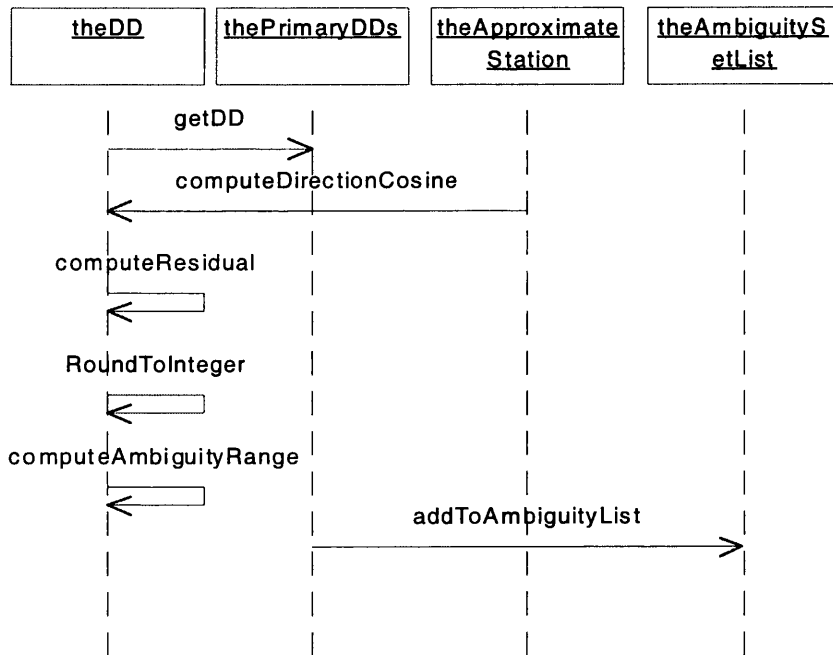 theDD
thePrimaryDDs
theApproximate
Station
theAmbiguityS
etList
getDD
computeDirectionCosine
computeResidual
RoundToInteger
computeAmbiguityRange
addToAmbiguityList